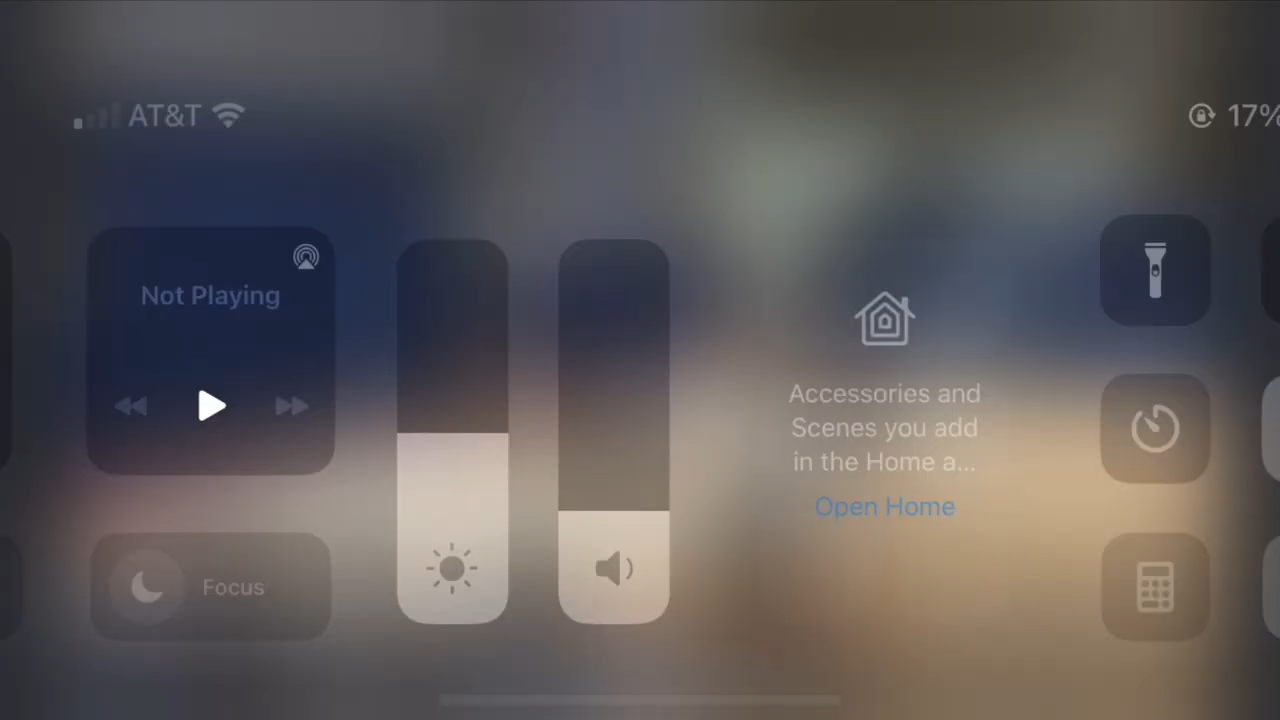 AT&T
17%
Not Playing
Accessories and
Scenes you add
in the Home a...
Open Home
Focus